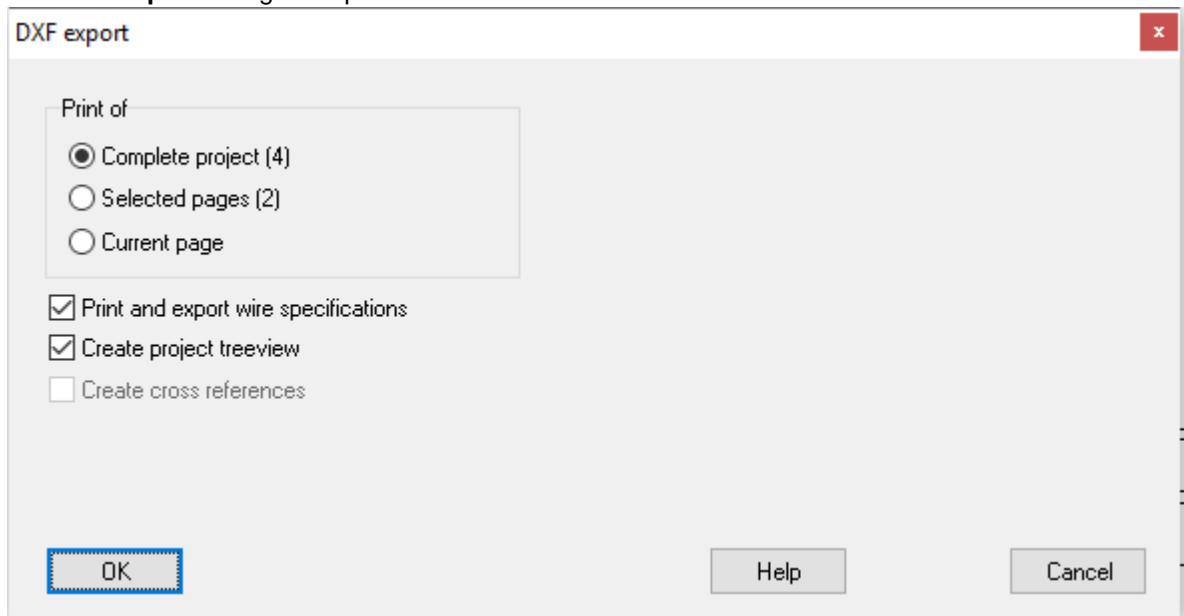 DXF export
x
Print of
Complete project (4)
Selected pages (2)
Current page
Print and export wire specifications
Create project treeview
Create cross references
OK Help Cancel